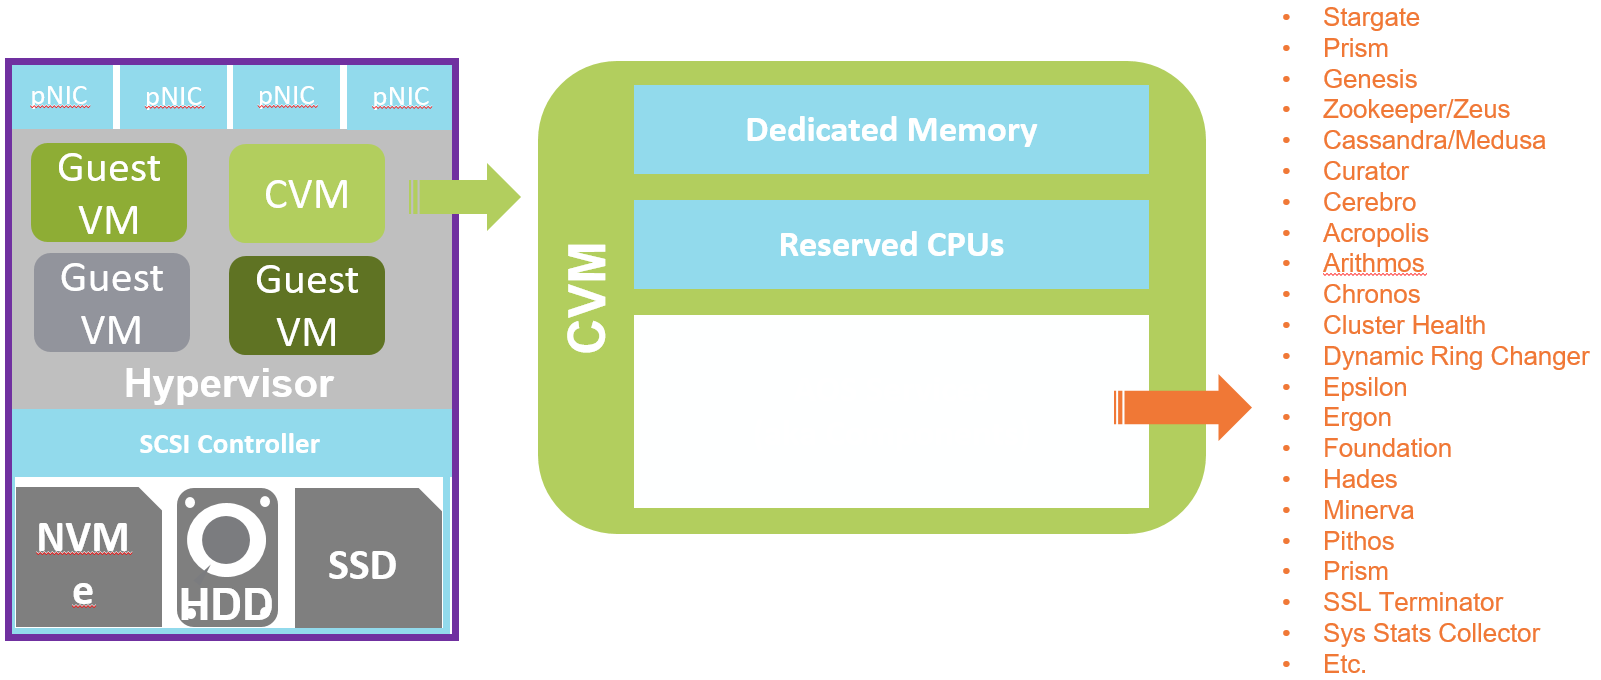 pNIC pNIC pNIC pNIC
Guest
VM
CVM
Guest
VM
Guest
VM
Hypervisor
SCSI Controller
NVM
e
HDD
SSD
CVM
Dedicated Memory
Reserved CPUs
• Stargate
• Prism
• Genesis
• Zookeeper/Zeus
• Cassandra/Medusa
• Curator
• Cerebro
• Acropolis
• Arithmos
• Chronos
• Cluster Health
• Dynamic Ring Changer
• Epsilon
• Ergon
• Foundation
• Hades
• Minerva
• Pithos
• Prism
• SSL Terminator
• Sys Stats Collector
• Etc.